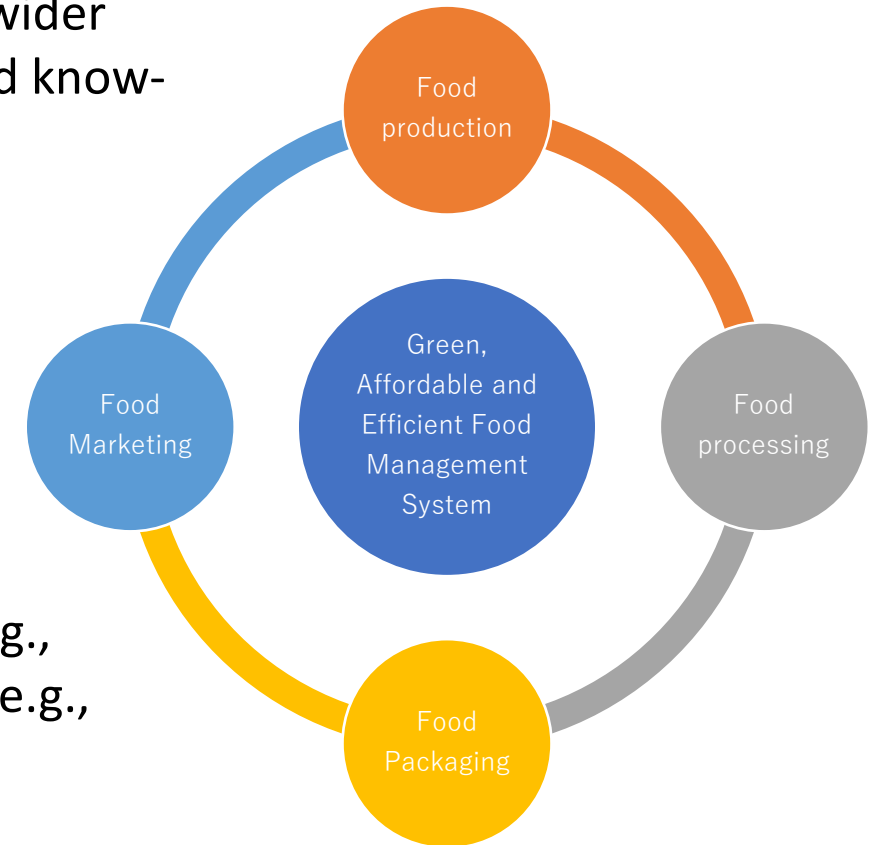 wider
d know-
Food
production
Green,
Affordable and
Efficient Food
Management
System
Food
Marketing
Food
processing
g.,
e.g.,
Food
Packaging